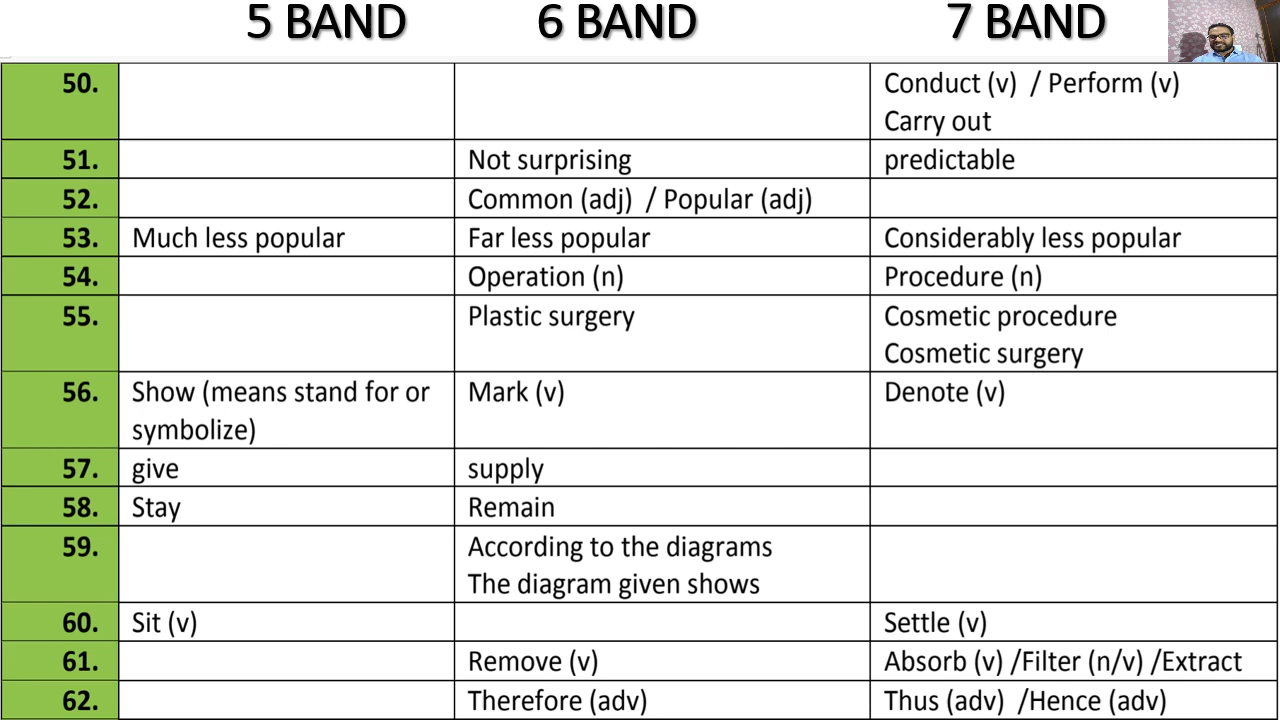 5 BAND 6 BAND 7 BAND
50. Conduct (v) / Perform (v)
Carry out
51. Not surprising predictable
52. Common (adj) / Popular (adj)
53. Much less popular Far less popular Considerably less popular
54. Operation (n) Procedure (n)
55. Plastic surgery Cosmetic procedure
Cosmetic surgery
56. Show (means stand for or Mark (v) Denote (v)
symbolize)
57. give supply
58. Stay Remain
59. According to the diagrams
The diagram given shows
60. Sit (v) Settle (v)
61. Remove (v) Absorb (v) /Filter (n/v) /Extract
62. Therefore (adv) Thus (adv) /Hence (adv)